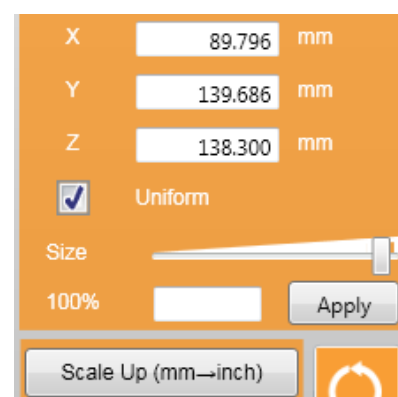 X 89.796 mm
Y 139.686 mm
Z 138.300 mm
Uniform
Size
100% Apply
Scale Up (mm→inch)